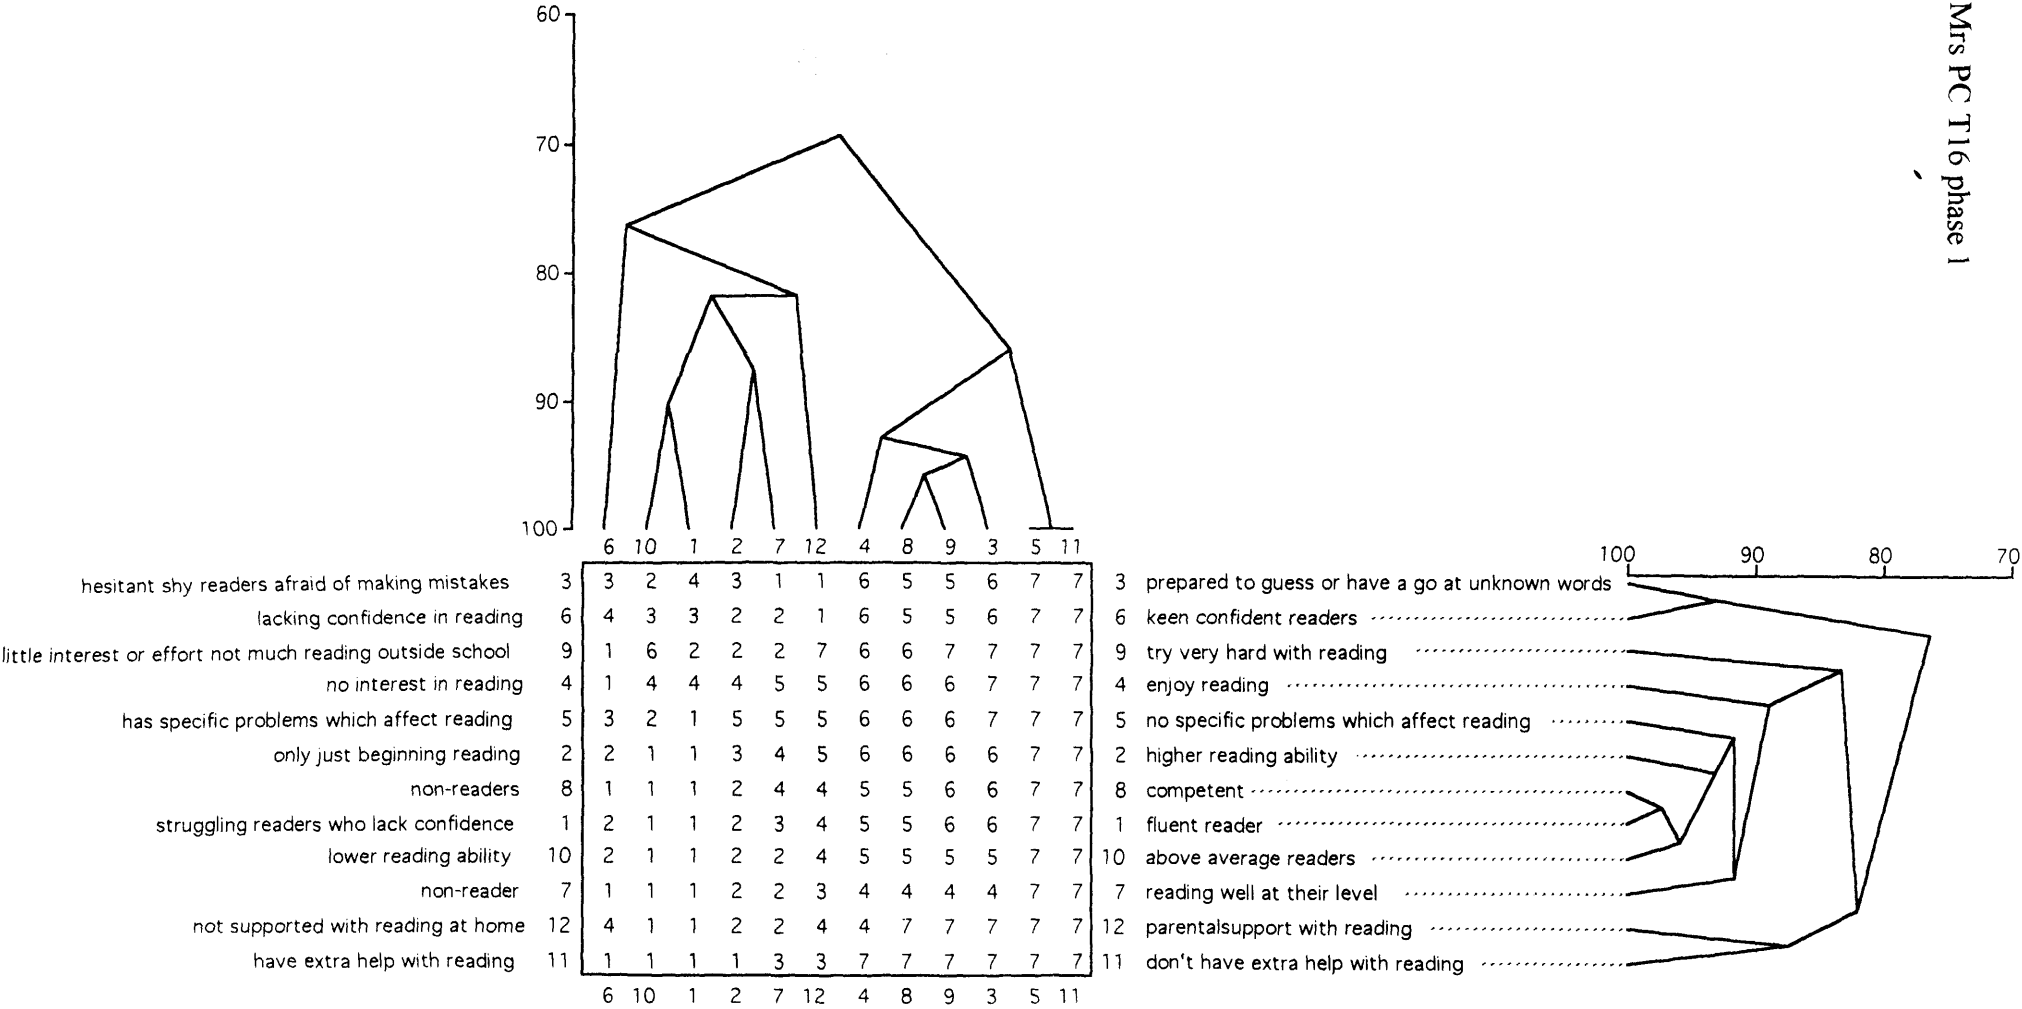 60
Mrs PC T16 phase 1
70
80
90
100
6 10 1 2 7 12 4 8 9 3 5 11
100 90 80 70
hesitant shy readers afraid of making mistakes 3 3 2 4 3 1 1 6 5 5 6 7 7 3 prepared to guess or have a go at unknown words
lacking confidence in reading 6 4 3 3 2 2 1 6 5 5 6 7 7 6 keen confident readers
little interest or effort not much reading outside school 9 1 6 2 2 2 7 6 6 7 7 7 7 9 try very hard with reading
no interest in reading 4 1 4 4 4 5 5 6 6 6 7 7 7 4 enjoy reading
has specific problems which affect reading 5 3 2 1 5 5 5 6 6 6 7 7 7 5 no specific problems which affect reading
only just beginning reading 2 2 1 1 3 4 5 6 6 6 6 7 7 2 higher reading ability
non-readers 8 1 1 1 2 4 4 5 5 6 6 7 7 8 competent
struggling readers who lack confidence 1 2 1 1 2 3 4 5 5 6 6 7 7 1 fluent reader
lower reading ability 10 2 1 1 2 2 4 5 5 5 5 7 7 10 above average readers
non-reader 7 1 1 1 2 2 3 4 4 4 4 7 7 7 reading well at their level
not supported with reading at home 12 4 1 1 2 2 4 4 7 7 7 7 7 12 parentalsupport with reading
have extra help with reading 11 1 1 1 1 3 3 7 7 7 7 7 7 11 don't have extra help with reading
6 10 1 2 7 12 4 8 9 3 5 11